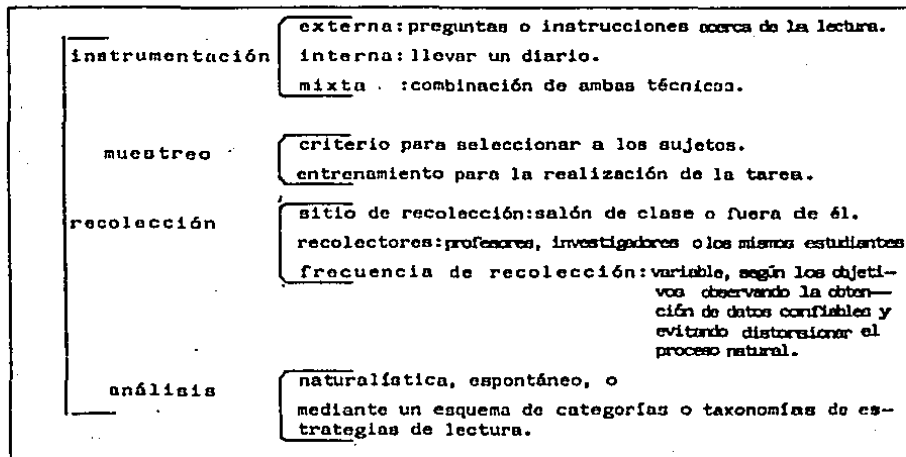 instrumentación
externa:preguntas o instrucciones acerca de la lectura.
interna:llevar un diario.
mixta :combinación de ambas técnicas.
muestreo
criterio para seleccionar a los sujetos.
entrenamiento para la realización de la tarea.
recolección
sitio de recolección:salón de clase o fuera de él.
recolectores:profesores, investigadores o los mismos estudiantes
frecuencia de recolección:variable, según los objeti-
vos observando la obten-
ción de datos confiables y
evitando distorsionar el
proceso natural.
análisis
naturalística, espontáneo, o
mediante un esquema de categorías o taxonomías de es-
trategias de lectura.